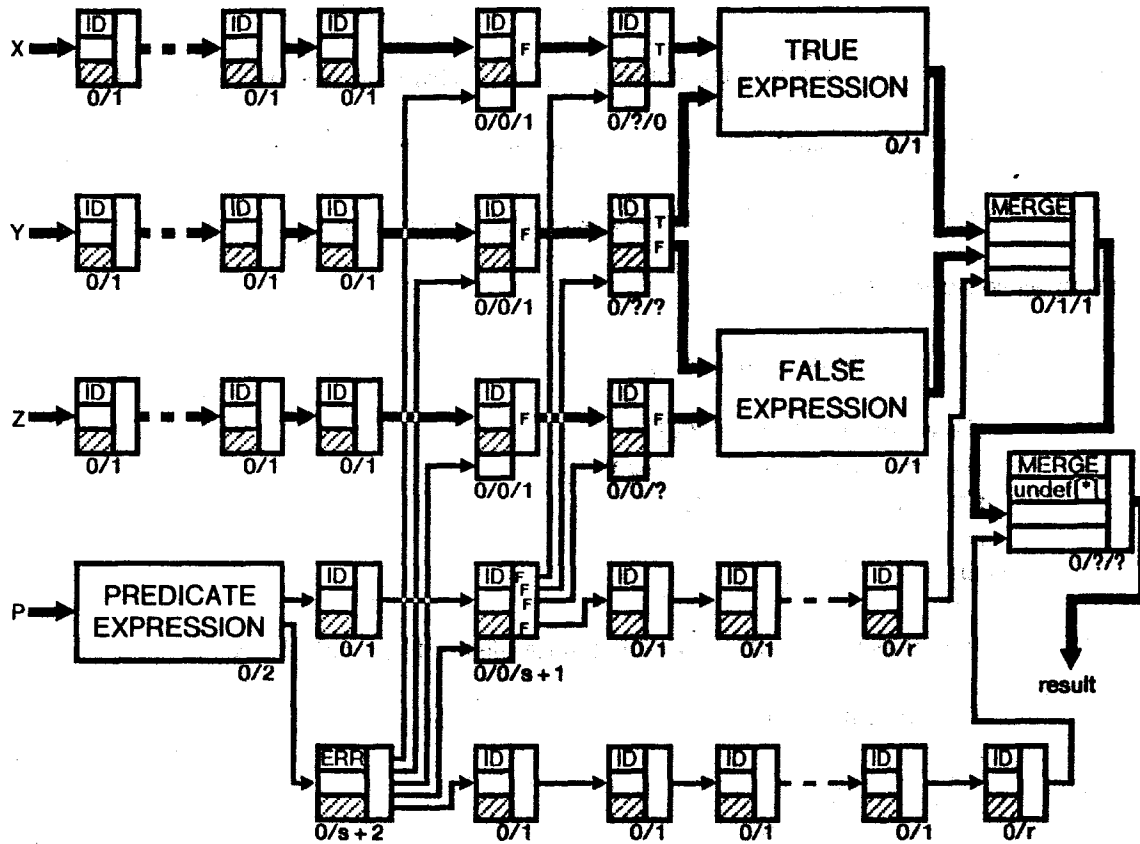 X ID ID ID ID F ID T TRUE EXPRESSION
0/1 0/1 0/1 0/0/1 0/?/0 0/1
Y ID ID ID ID F ID T F MERGE
0/1 0/1 0/1 0/0/1 0/?/? 0/1/1
Z ID ID ID ID F ID F FALSE EXPRESSION
0/1 0/1 0/1 0/0/1 0/0/? 0/1
MERGE
undef [*]
0/?/?
P PREDICATE EXPRESSION ID ID F F F F ID ID ID
0/2 0/1 0/0/s + 1 0/1 0/1 0/r
result
ERR ID ID ID ID ID
0/s + 2 0/1 0/1 0/1 0/1 0/r